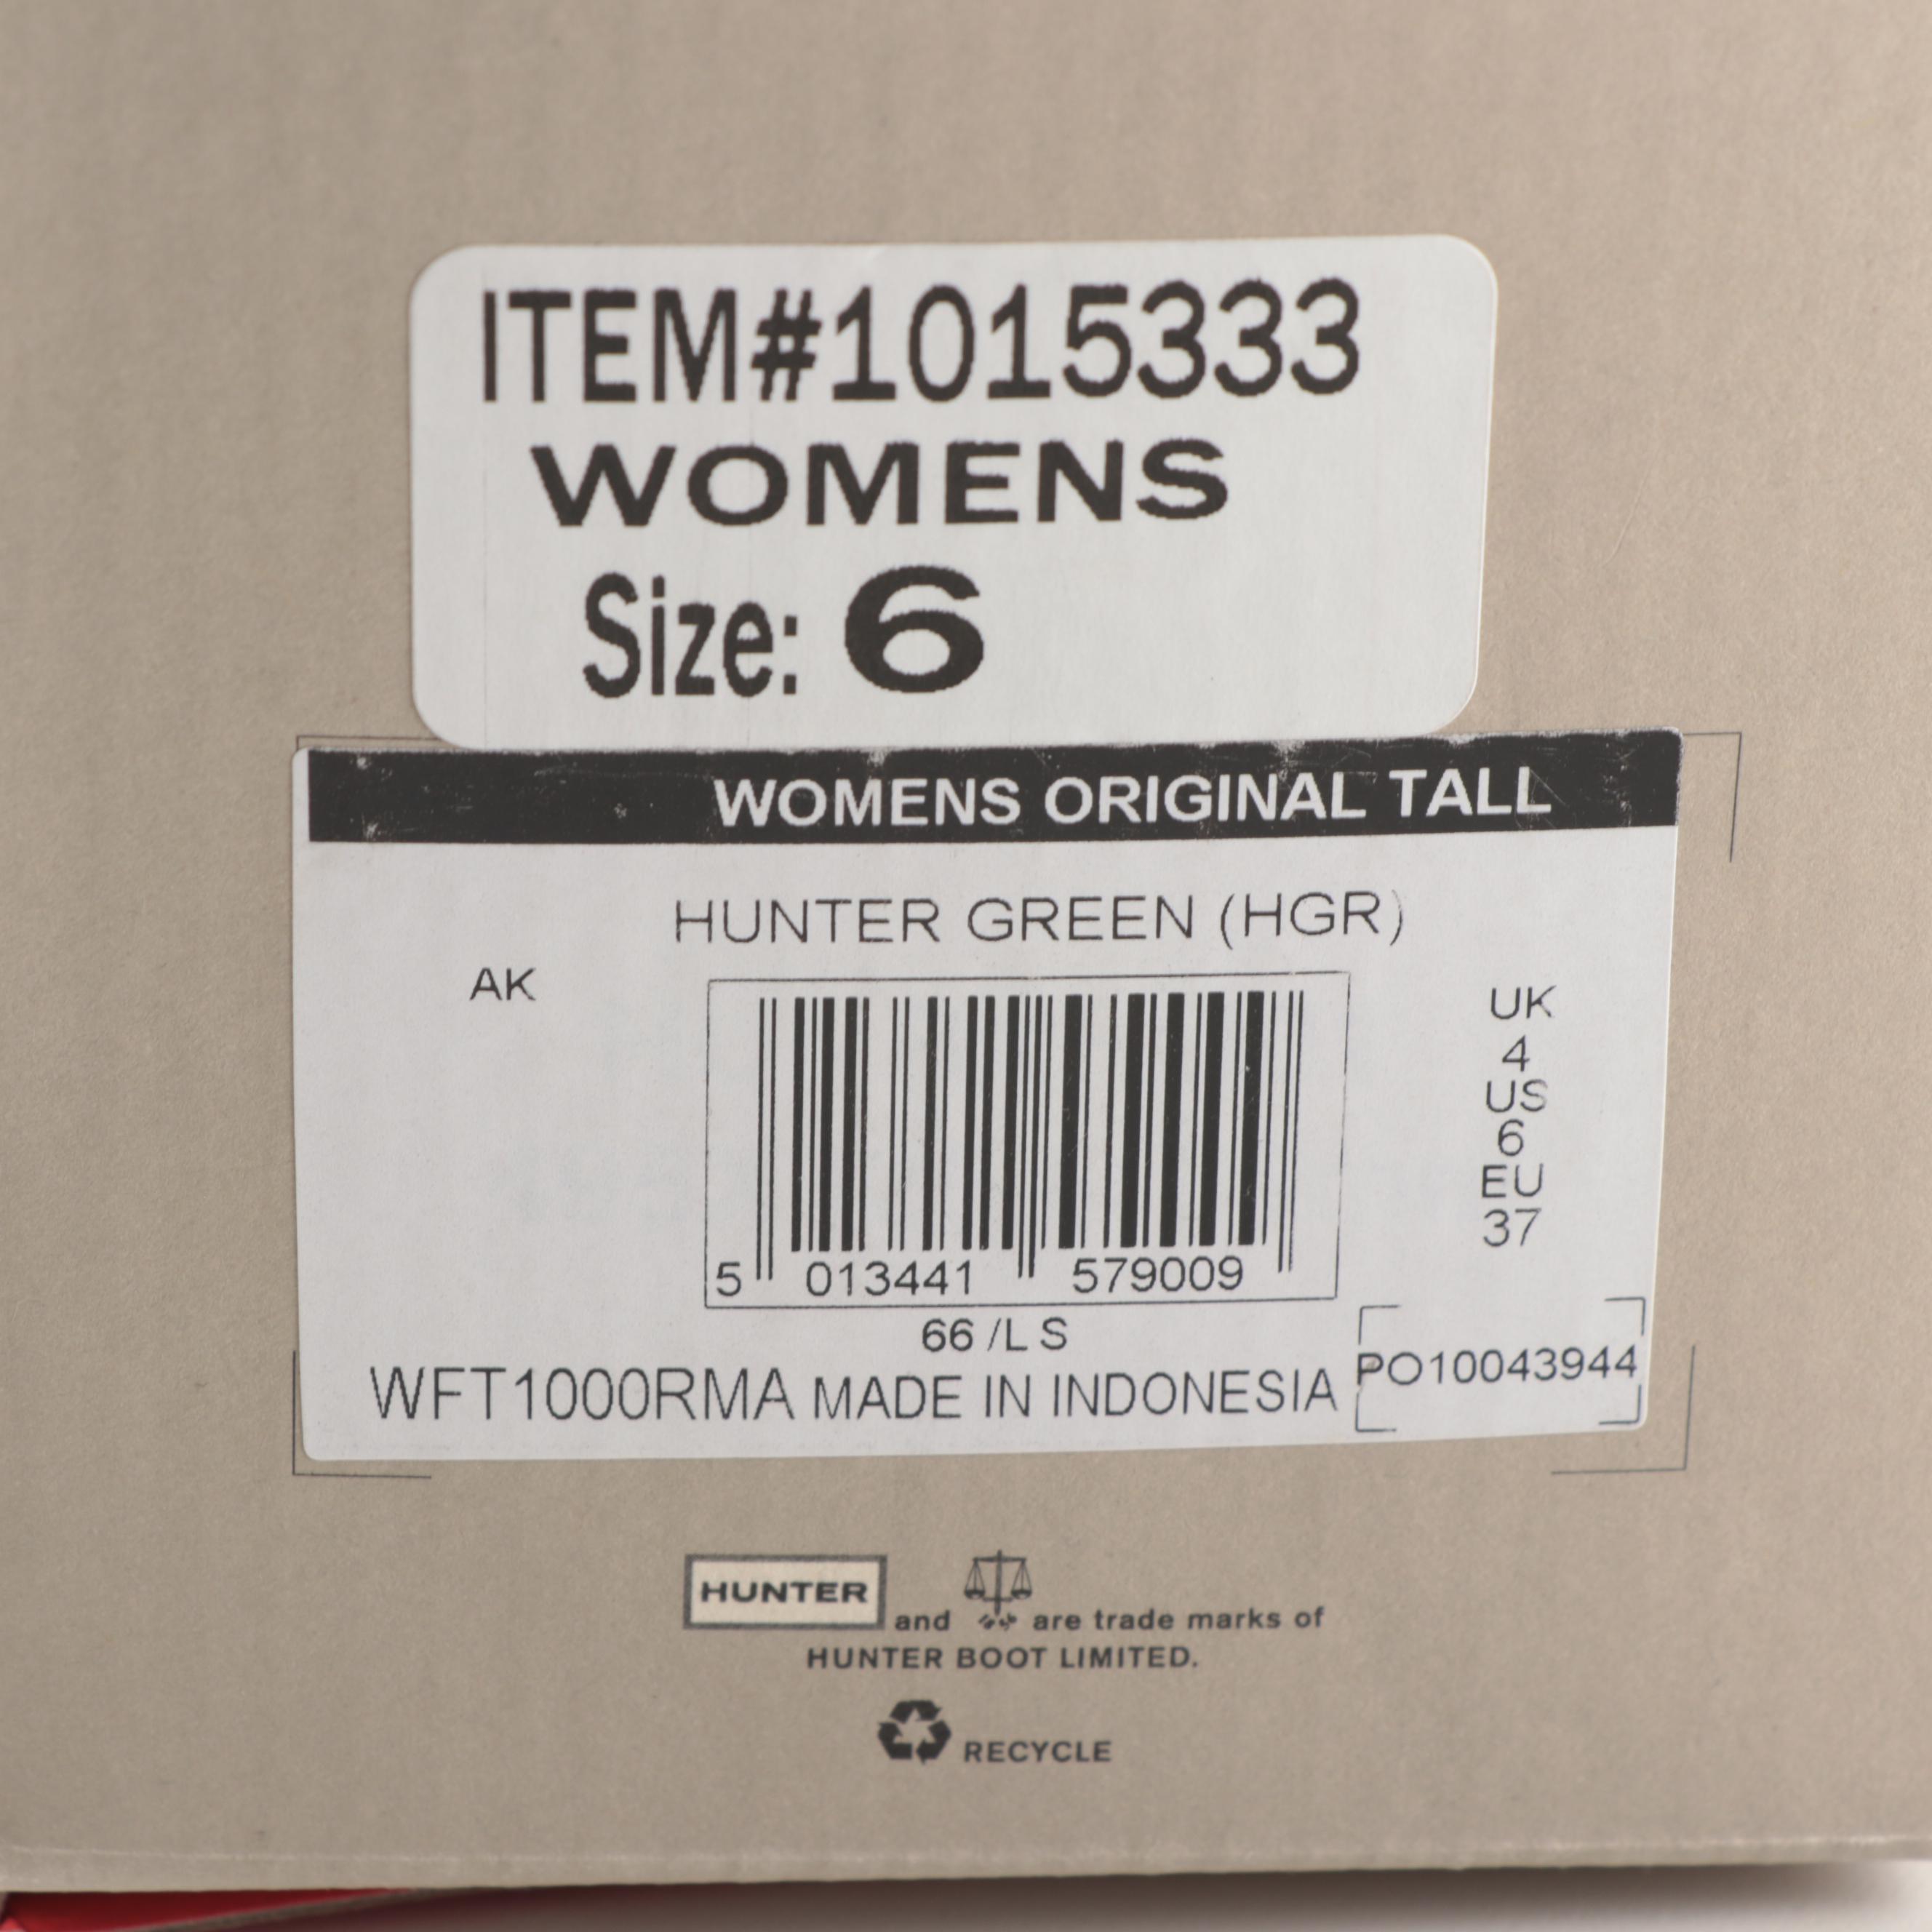 ITEM#1015333
WOMENS
Size: 6
WOMENS ORIGINAL TALL
HUNTER GREEN (HGR)
AK
UK
4
US
6
EU
37
5 013441 579009
66 /L S
WFT1000RMA MADE IN INDONESIA
PO10043944
HUNTER and are trade marks of
HUNTER BOOT LIMITED.
RECYCLE